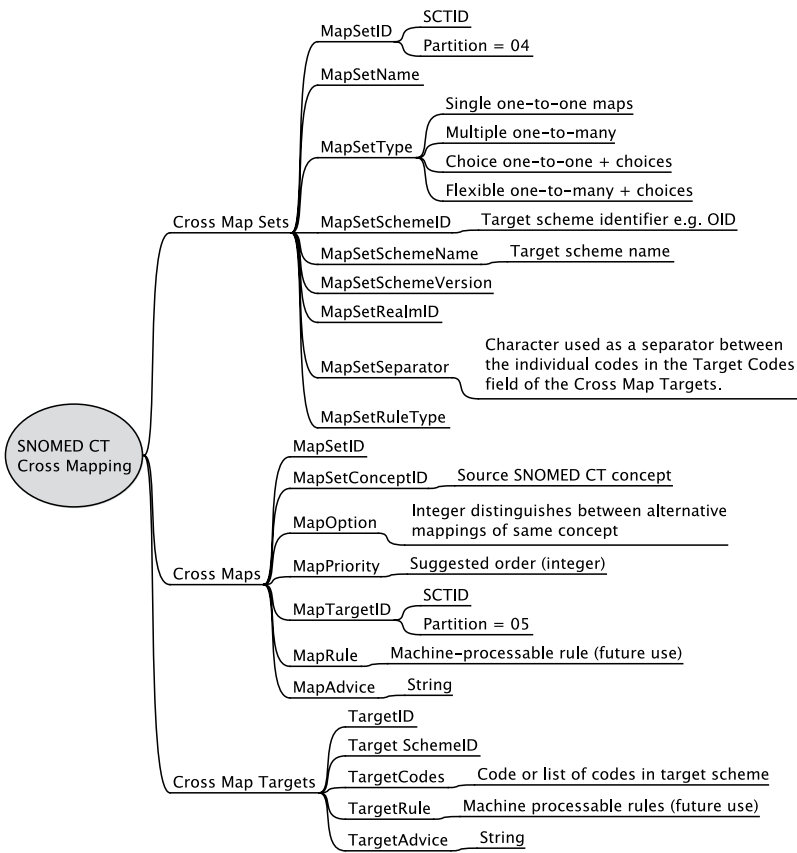 SNOMED CT
Cross Mapping
Cross Map Sets
MapSetID
SCTID
Partition = 04
MapSetName
MapSetType
Single one-to-one maps
Multiple one-to-many
Choice one-to-one + choices
Flexible one-to-many + choices
MapSetSchemeID
Target scheme identifier e.g. OID
MapSetSchemeName
Target scheme name
MapSetSchemeVersion
MapSetRealmID
MapSetSeparator
Character used as a separator between
the individual codes in the Target Codes
field of the Cross Map Targets.
MapSetRuleType
Cross Maps
MapSetID
MapSetConceptID
Source SNOMED CT concept
MapOption
Integer distinguishes between alternative
mappings of same concept
MapPriority
Suggested order (integer)
MapTargetID
SCTID
Partition = 05
MapRule
Machine-processable rule (future use)
MapAdvice
String
Cross Map Targets
TargetID
Target SchemeID
TargetCodes
Code or list of codes in target scheme
TargetRule
Machine processable rules (future use)
TargetAdvice
String